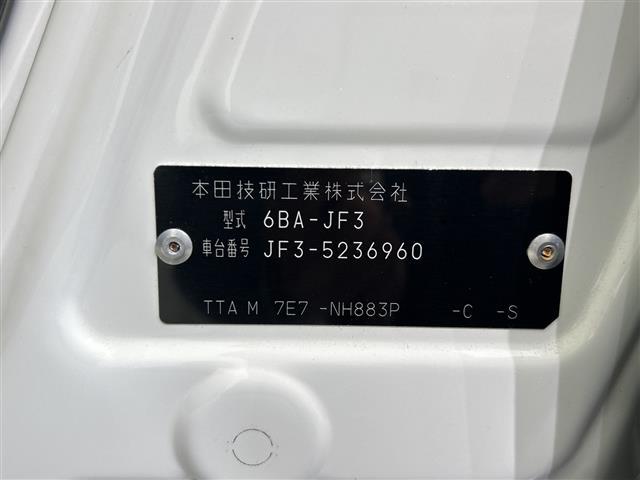 本田技研工業株式会社
型式 6BA-JF3
車台番号 JF3-5236960
TTA M 7E7 -NH883P -C -S